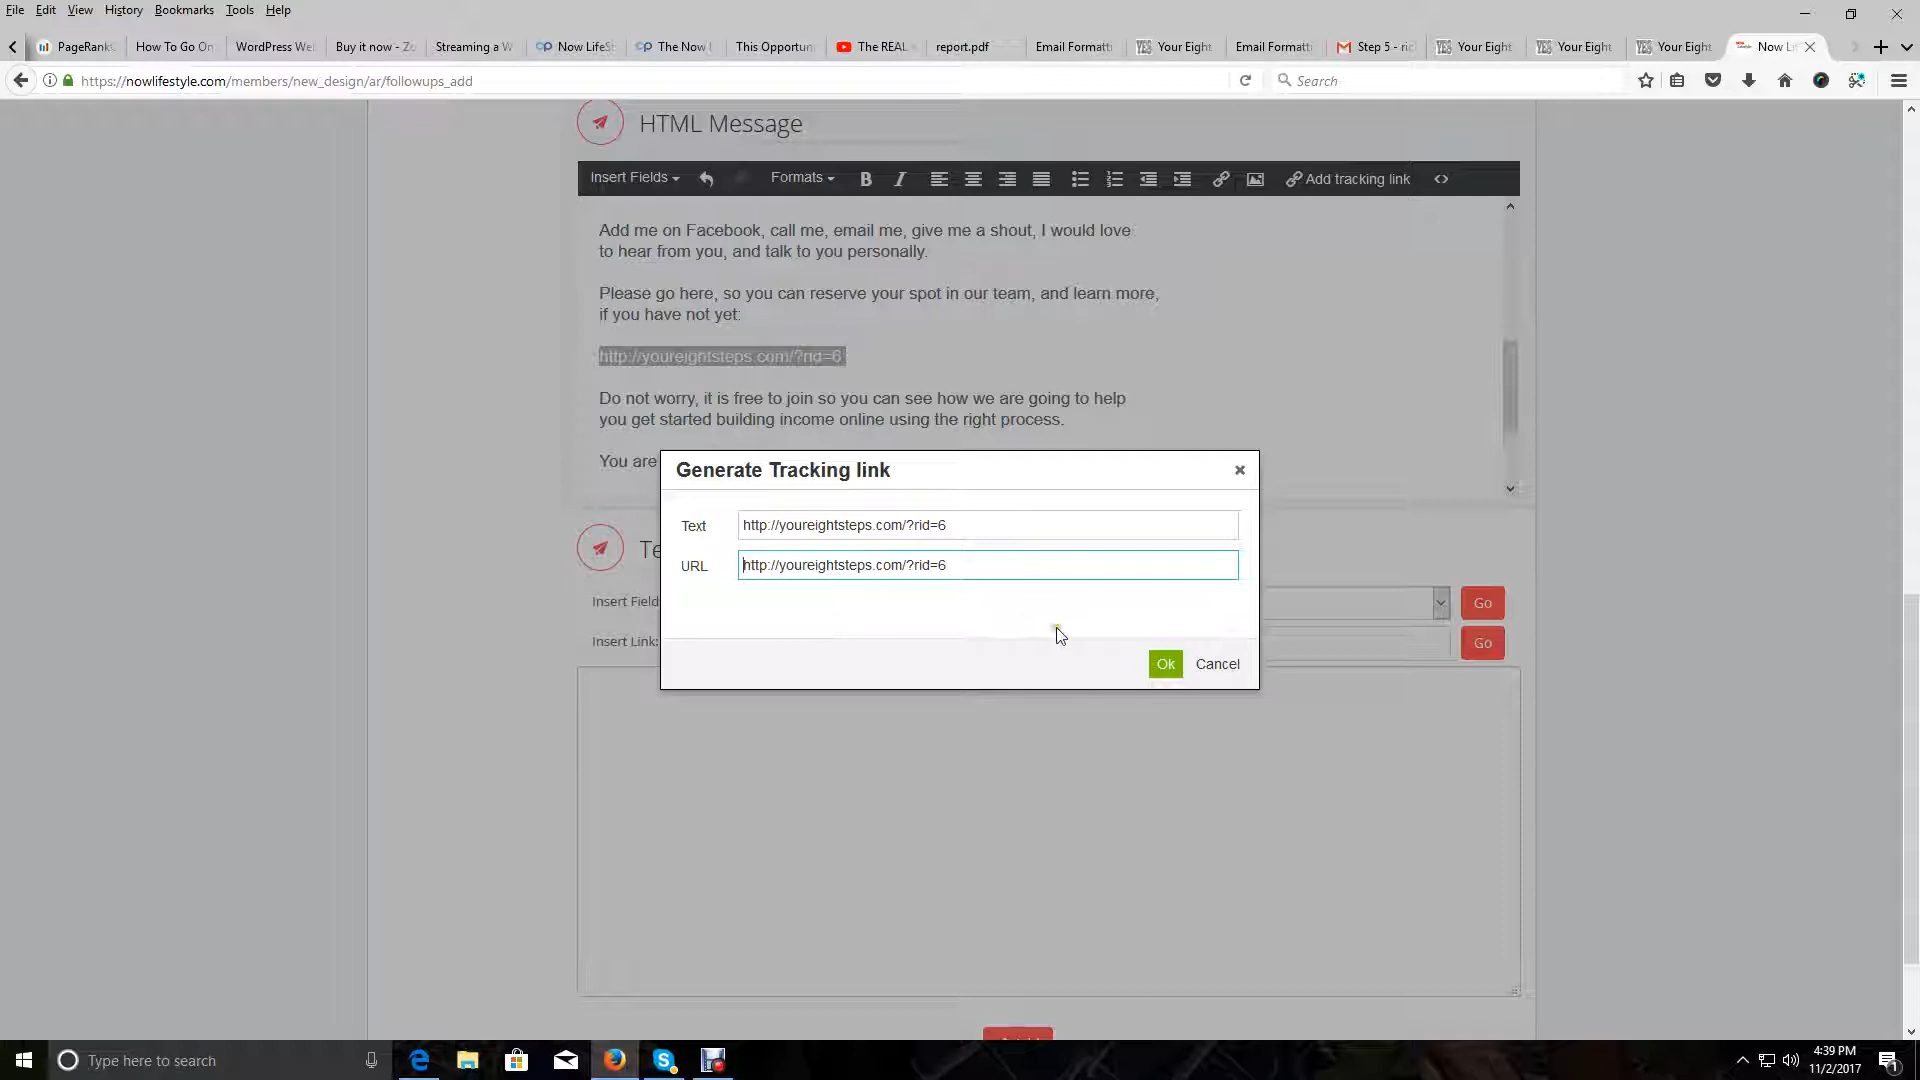 File Edit View History Bookmarks Tools Help
PageRank
How To Go On
WordPress We
Buy it now - Zo
Streaming a W
Now LifeS
The Now
This Opportun
The REAL
report.pdf
Email Formatti
Your Eight
Email Formatti
Step 5 - ric
Your Eight
Your Eight
Your Eight
Now Li
https://nowlifestyle.com/members/new_design/ar/followups_add
Search
HTML Message
Insert Fields
Formats
B I
Add tracking link
<>
Add me on Facebook, call me, email me, give me a shout, I would love
to hear from you, and talk to you personally.
Please go here, so you can reserve your spot in our team, and learn more,
if you have not yet:
http://youreightsteps.com/?rid=6
Do not worry, it is free to join so you can see how we are going to help
you get started building income online using the right process.
You are
Generate Tracking link
×
Text http://youreightsteps.com/?rid=6
URL http://youreightsteps.com/?rid=6
Ok Cancel
Te
Insert Field
Go
Insert Link:
Go
Type here to search
4:39 PM
11/2/2017
1